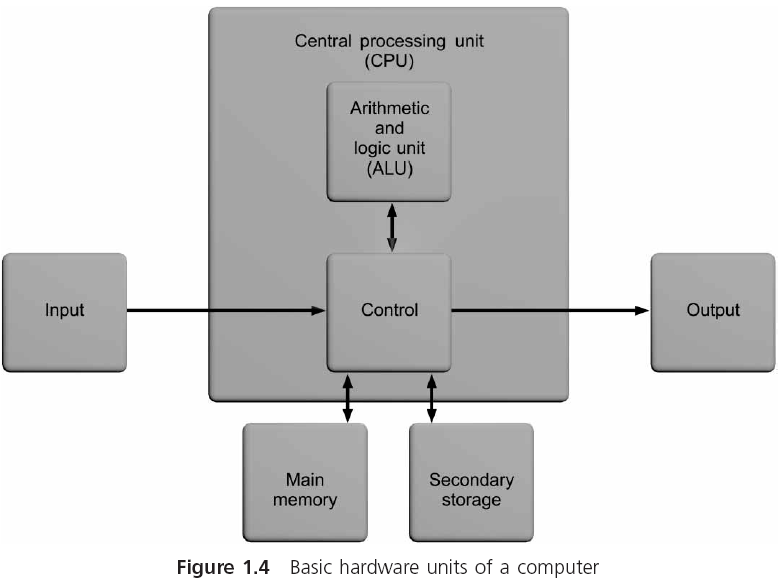 Central processing unit
(CPU)
Arithmetic
and
logic unit
(ALU)
Input
Control
Output
Main
memory
Secondary
storage
Figure 1.4 Basic hardware units of a computer